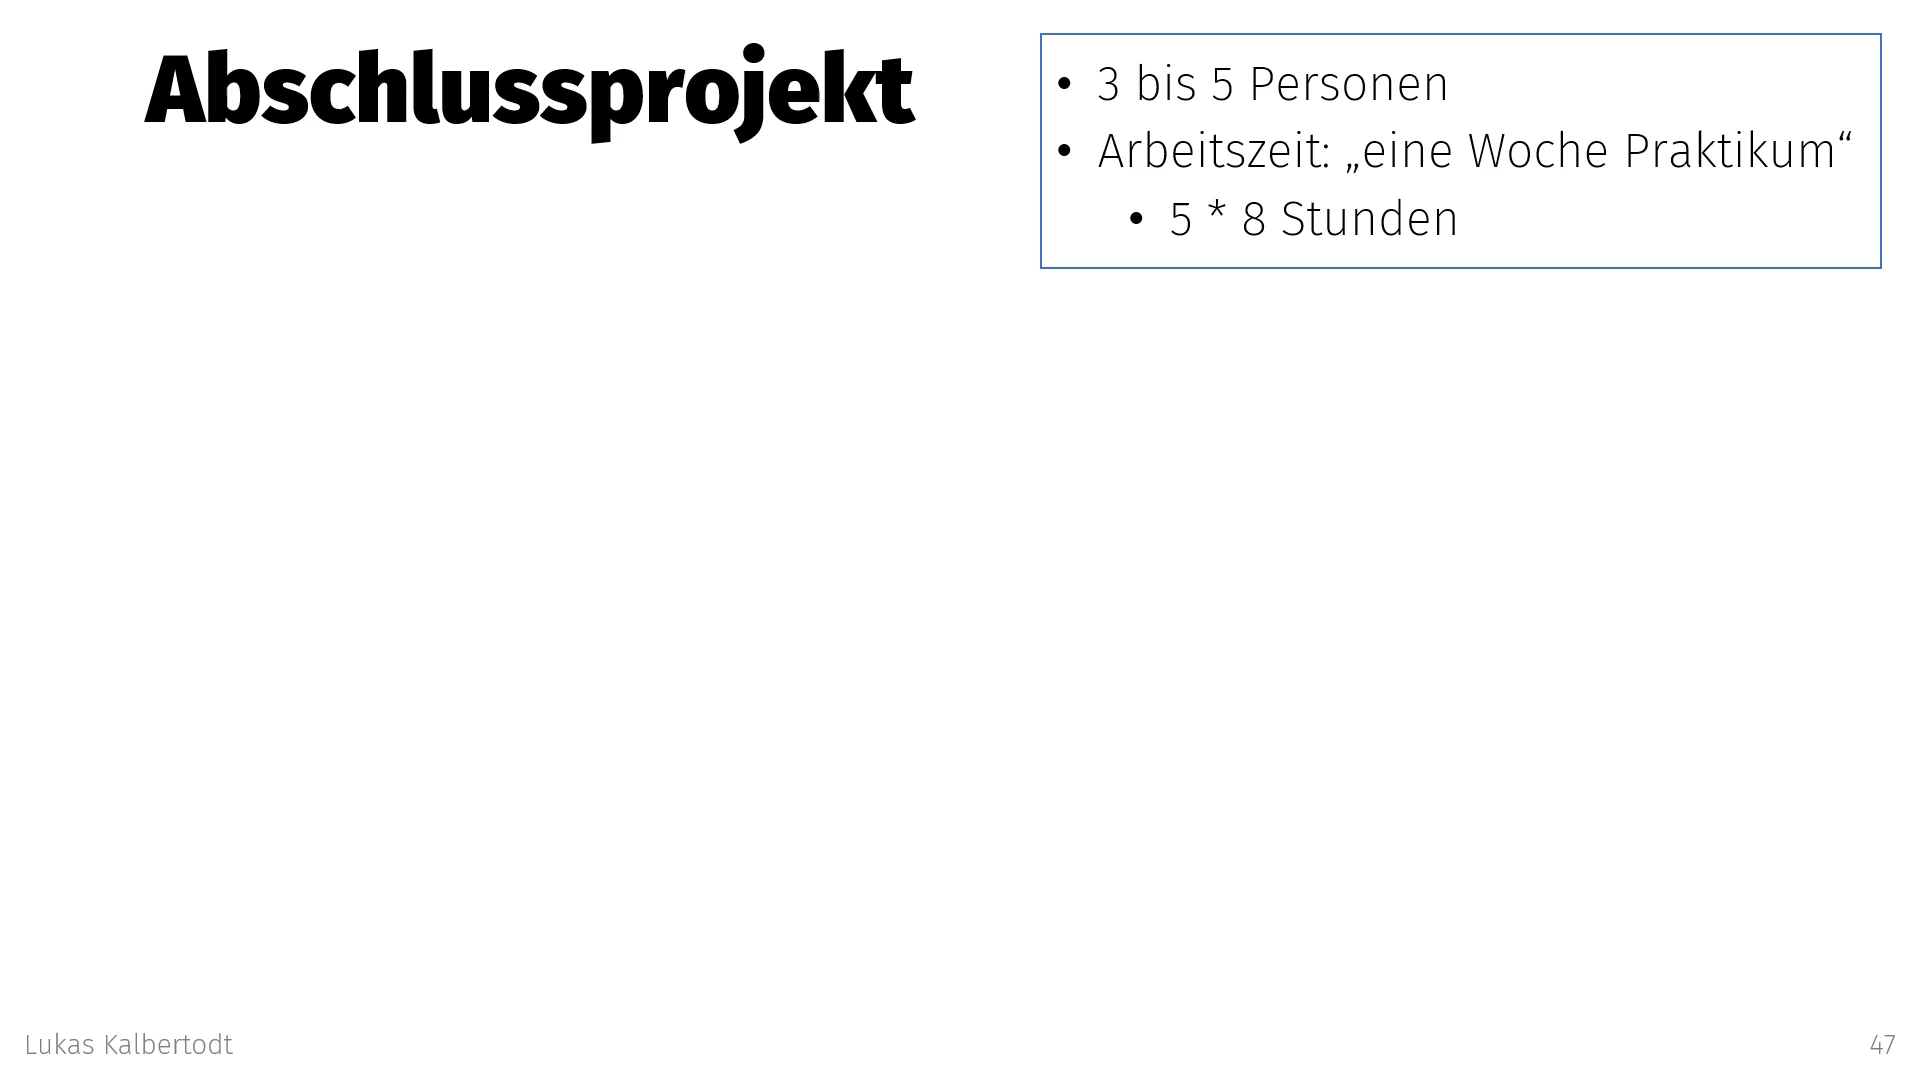 Abschlussprojekt
• 3 bis 5 Personen
• Arbeitszeit: „eine Woche Praktikum“
• 5 * 8 Stunden
Lukas Kalbertodt
47